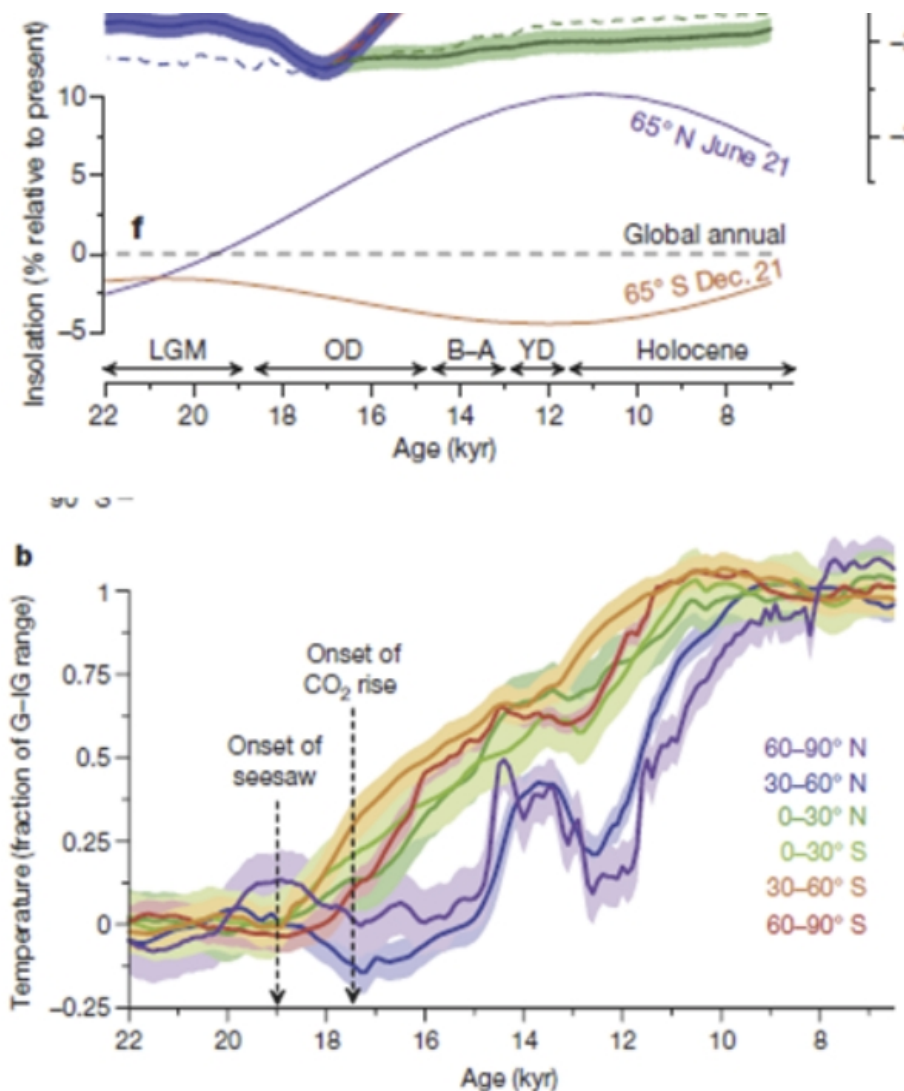 10
5
0
−5
Insolation (% relative to present)
f
65° N June 21
Global annual
65° S Dec. 21
LGM OD B–A YD Holocene
22 20 18 16 14 12 10 8
Age (kyr)
b
1
0.75
0.5
0.25
0
−0.25
Temperature (fraction of G–IG range)
Onset of
CO₂ rise
Onset of
seesaw
60–90° N
30–60° N
0–30° N
0–30° S
30–60° S
60–90° S
22 20 18 16 14 12 10 8
Age (kyr)